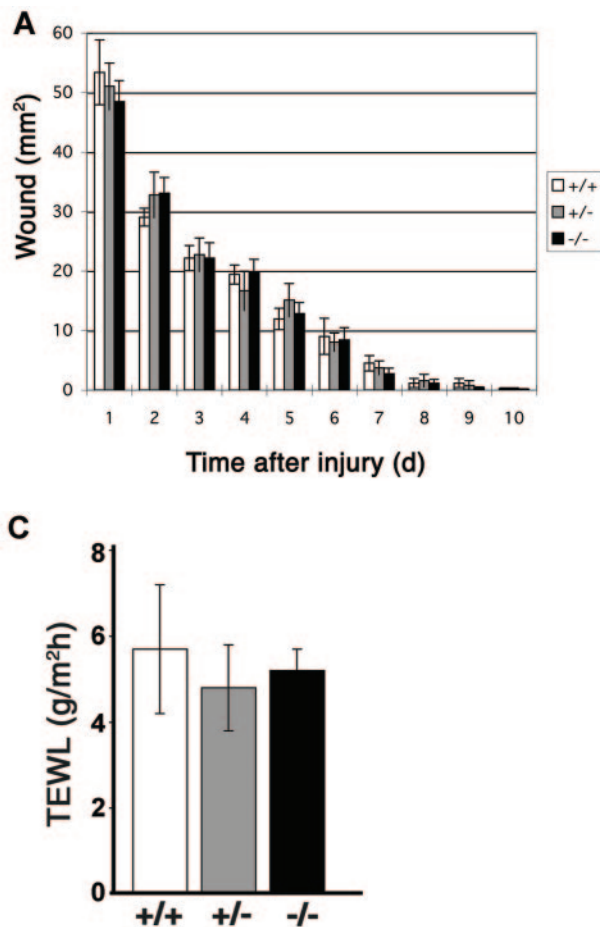 A
60
50
40
30
20
10
0
Wound (mm²)
1 2 3 4 5 6 7 8 9 10
Time after injury (d)
+/+
+/-
-/-
C
8
6
4
2
0
TEWL (g/m²h)
+/+ +/- -/-